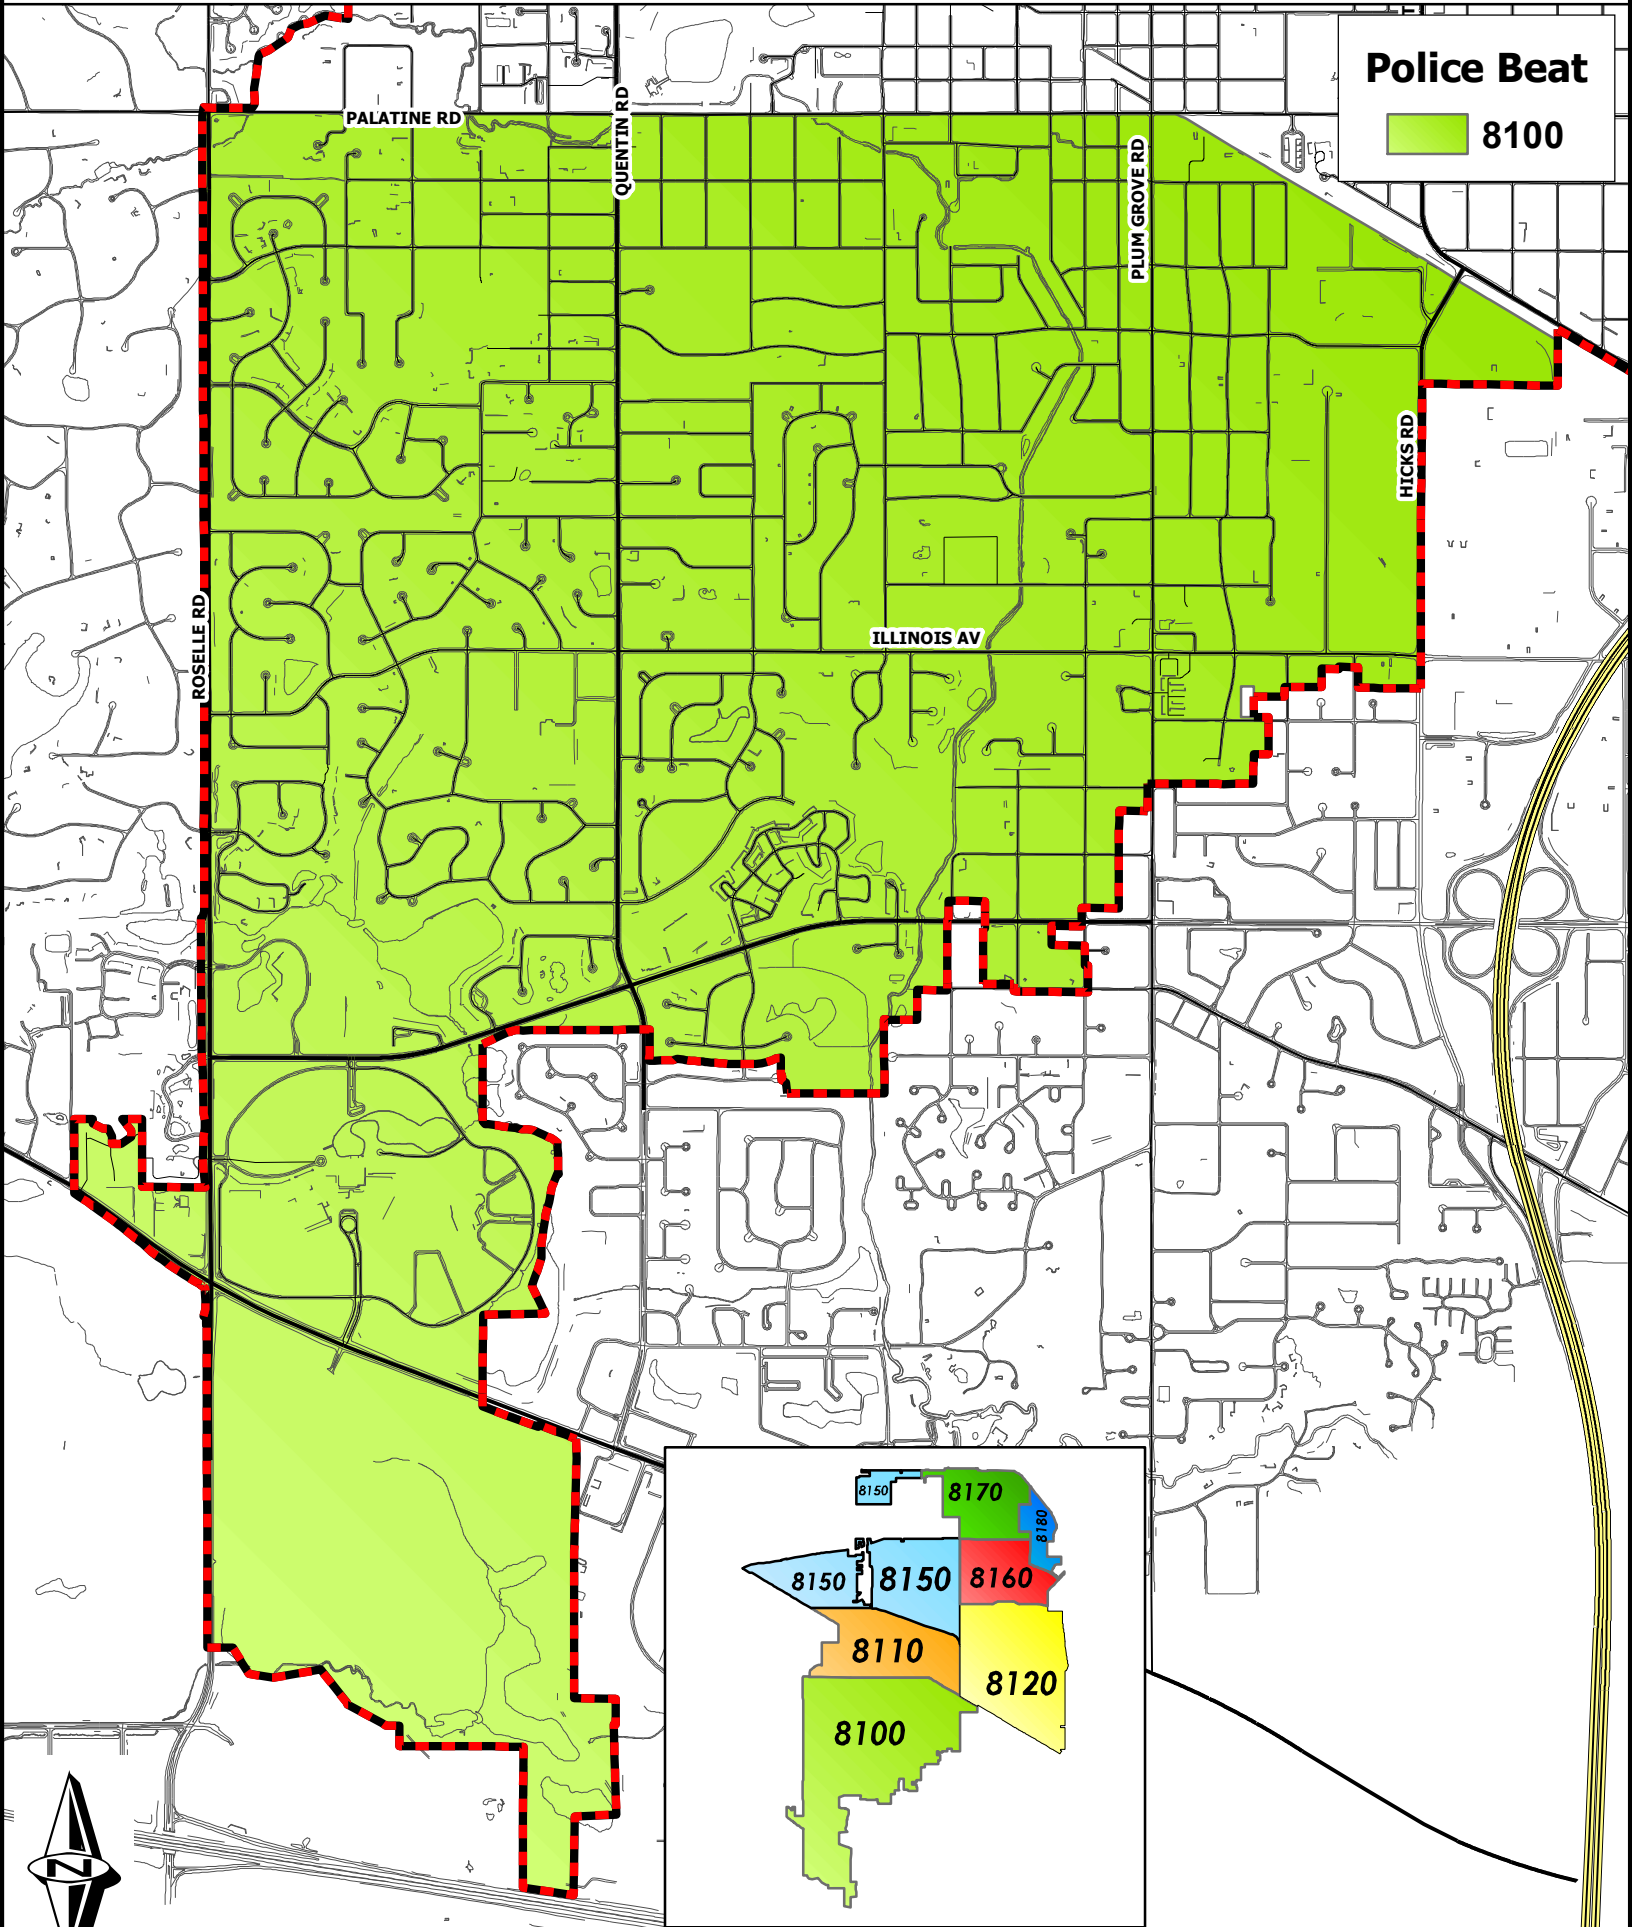 Police Beat
8100
PALATINE RD
QUENTIN RD
PLUM GROVE RD
HICKS RD
ROSELLE RD
ILLINOIS AV
8150
8170
8180
8150
8150
8160
8110
8120
8100
N